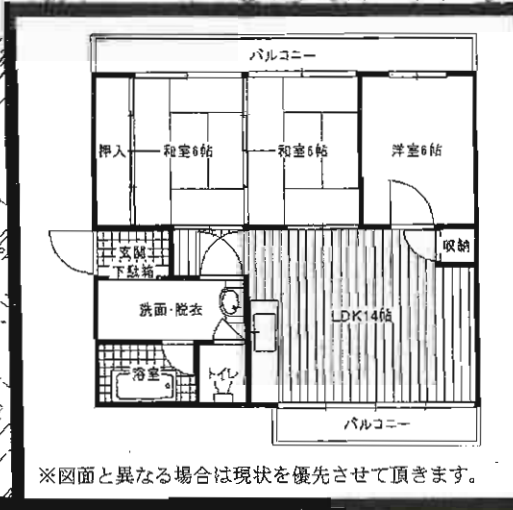 バルコニー
押入
和室6帖
和室6帖
洋室6帖
玄関
下駄箱
収納
洗面・脱衣
LDK14帖
浴室
トイレ
バルコニー
※図面と異なる場合は現状を優先させて頂きます。